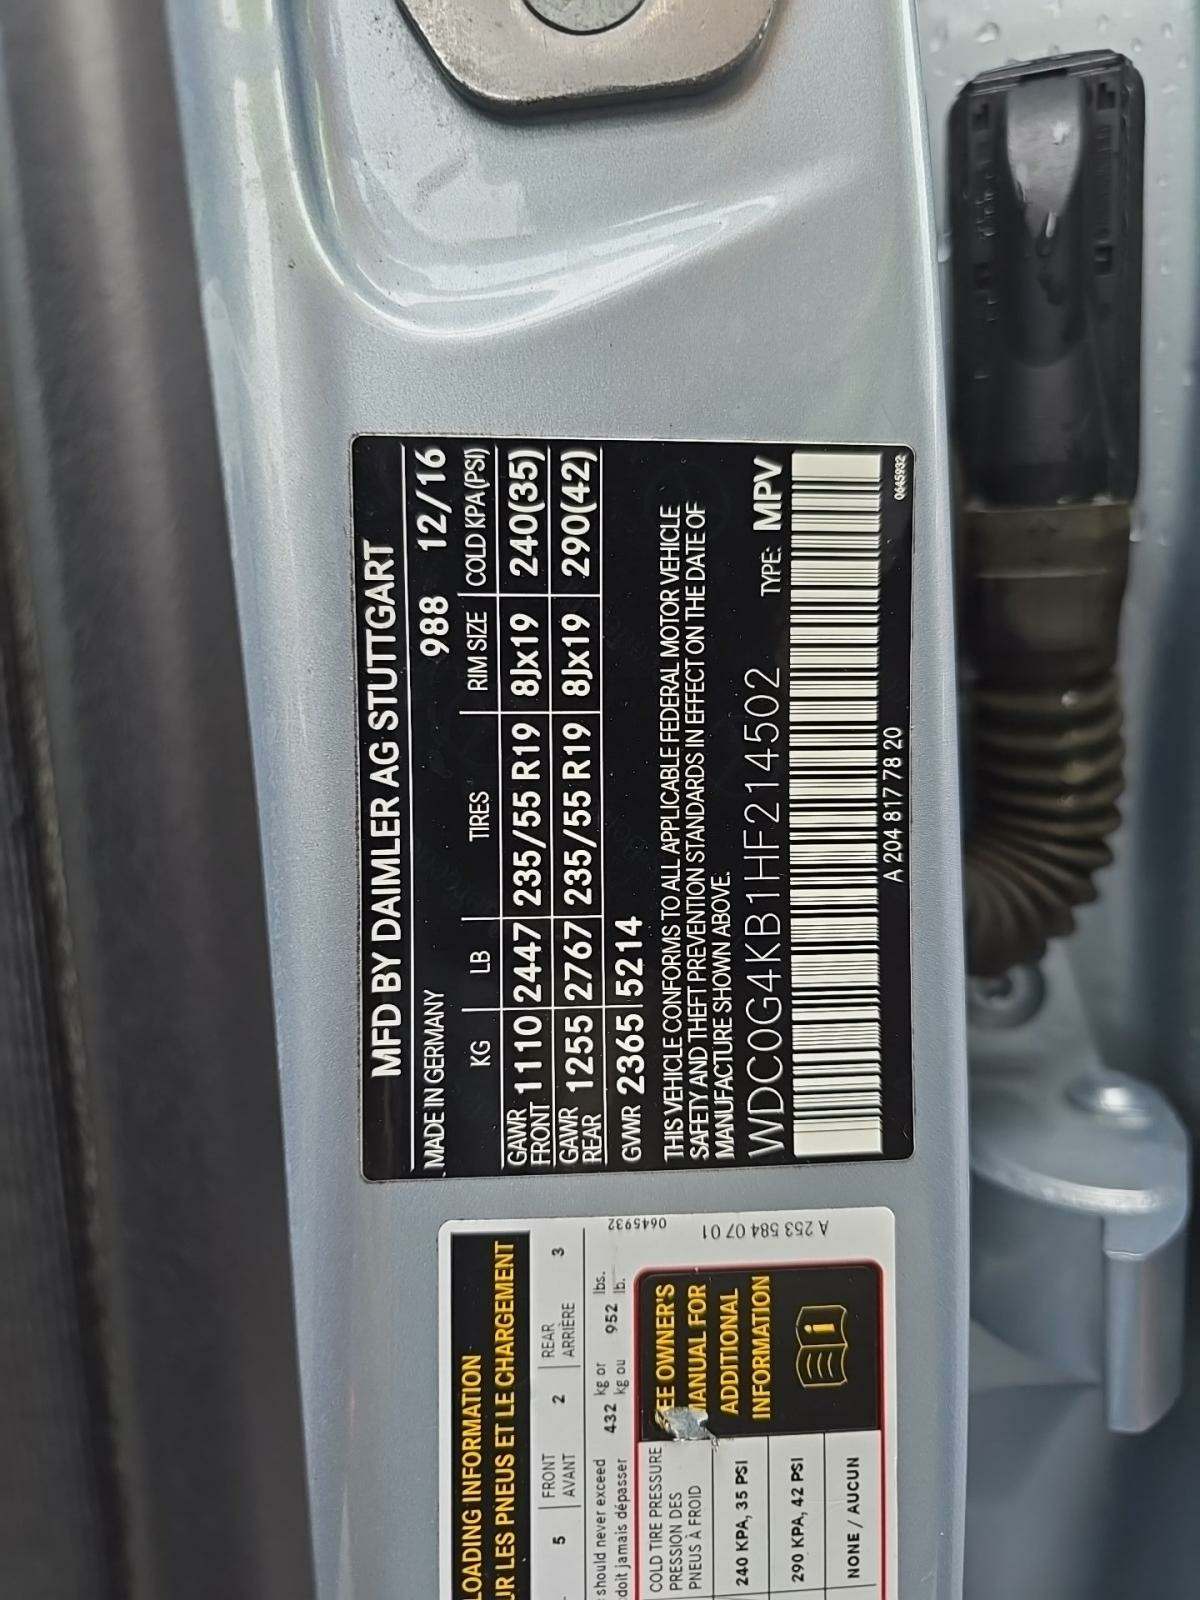 MFD BY DAIMLER AG STUTTGART
MADE IN GERMANY 988 12/16
KG LB TIRES RIM SIZE COLD KPA(PSI)
GAWR FRONT 1110 2447 235/55 R19 8Jx19 240(35)
GAWR REAR 1255 2767 235/55 R19 8Jx19 290(42)
GVWR 2365 5214
THIS VEHICLE CONFORMS TO ALL APPLICABLE FEDERAL MOTOR VEHICLE
SAFETY AND THEFT PREVENTION STANDARDS IN EFFECT ON THE DATE OF
MANUFACTURE SHOWN ABOVE.
WDC0G4KB1HF214502 TYPE: MPV
A 204 817 78 20
0645932
LOADING INFORMATION
LES PNEUS ET LE CHARGEMENT
5 FRONT 2 REAR 3
AVANT ARRIÈRE
should never exceed 432 kg or 952 lbs.
doit jamais dépasser kg ou lb.
COLD TIRE PRESSURE
PRESSION DES
PNEUS À FROID
240 KPA, 35 PSI
290 KPA, 42 PSI
NONE / AUCUN
OWNER'S
MANUAL FOR
ADDITIONAL
INFORMATION
0645932
A 253 584 07 01